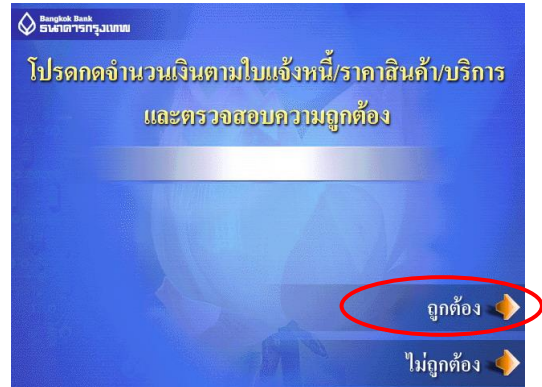 Bangkok Bank
ธนาคารกรุงเทพ
โปรดกดจำนวนเงินตามใบแจ้งหนี้/ราคาสินค้า/บริการ
และตรวจสอบความถูกต้อง
ถูกต้อง
ไม่ถูกต้อง